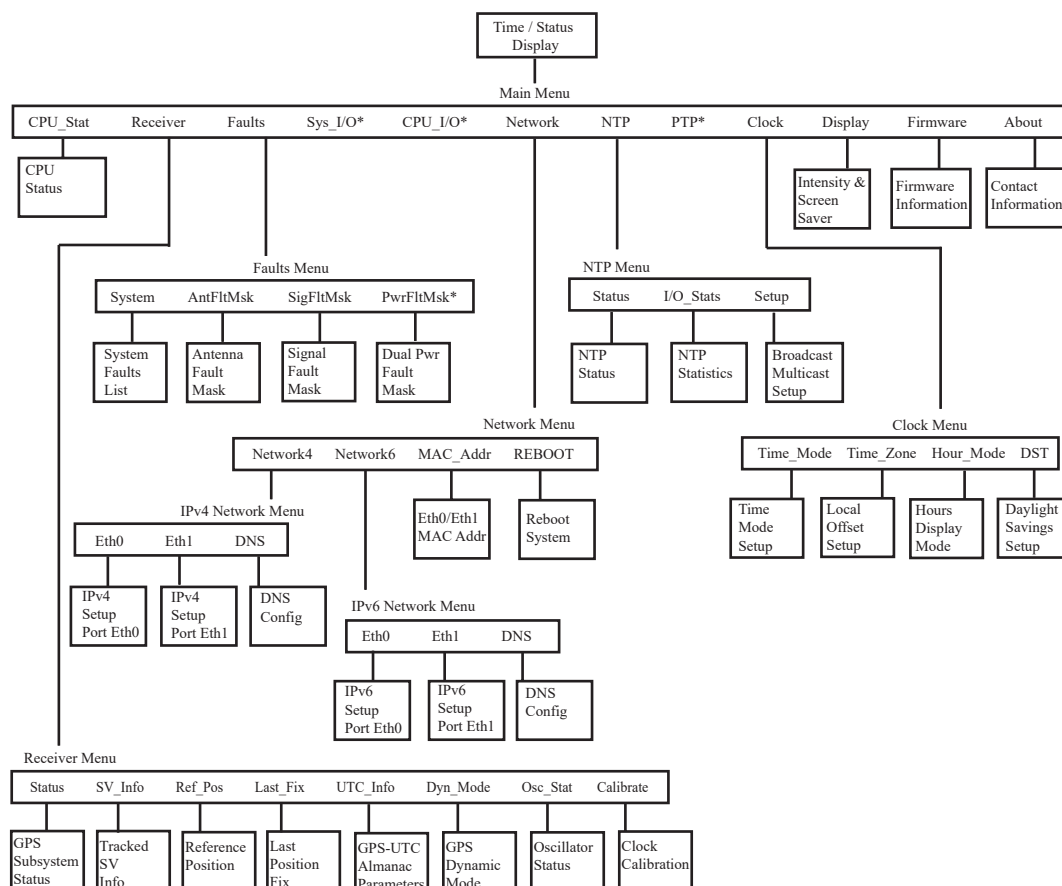 Time / Status
Display
Main Menu
CPU_Stat Receiver Faults Sys_I/O* CPU_I/O* Network NTP PTP* Clock Display Firmware About
CPU
Status
Intensity &
Screen
Saver
Firmware
Information
Contact
Information
Faults Menu
System AntFltMsk SigFltMsk PwrFltMsk*
System
Faults
List
Antenna
Fault
Mask
Signal
Fault
Mask
Dual Pwr
Fault
Mask
NTP Menu
Status I/O_Stats Setup
NTP
Status
NTP
Statistics
Broadcast
Multicast
Setup
Network Menu
Network4 Network6 MAC_Addr REBOOT
Eth0/Eth1
MAC Addr
Reboot
System
Clock Menu
Time_Mode Time_Zone Hour_Mode DST
Time
Mode
Setup
Local
Offset
Setup
Hours
Display
Mode
Daylight
Savings
Setup
IPv4 Network Menu
Eth0 Eth1 DNS
IPv4
Setup
Port Eth0
IPv4
Setup
Port Eth1
DNS
Config
IPv6 Network Menu
Eth0 Eth1 DNS
IPv6
Setup
Port Eth0
IPv6
Setup
Port Eth1
DNS
Config
Receiver Menu
Status SV_Info Ref_Pos Last_Fix UTC_Info Dyn_Mode Osc_Stat Calibrate
GPS
Subsystem
Status
Tracked
SV
Info
Reference
Position
Last
Position
Fix
GPS-UTC
Almanac
Parameters
GPS
Dynamic
Mode
Oscillator
Status
Clock
Calibration